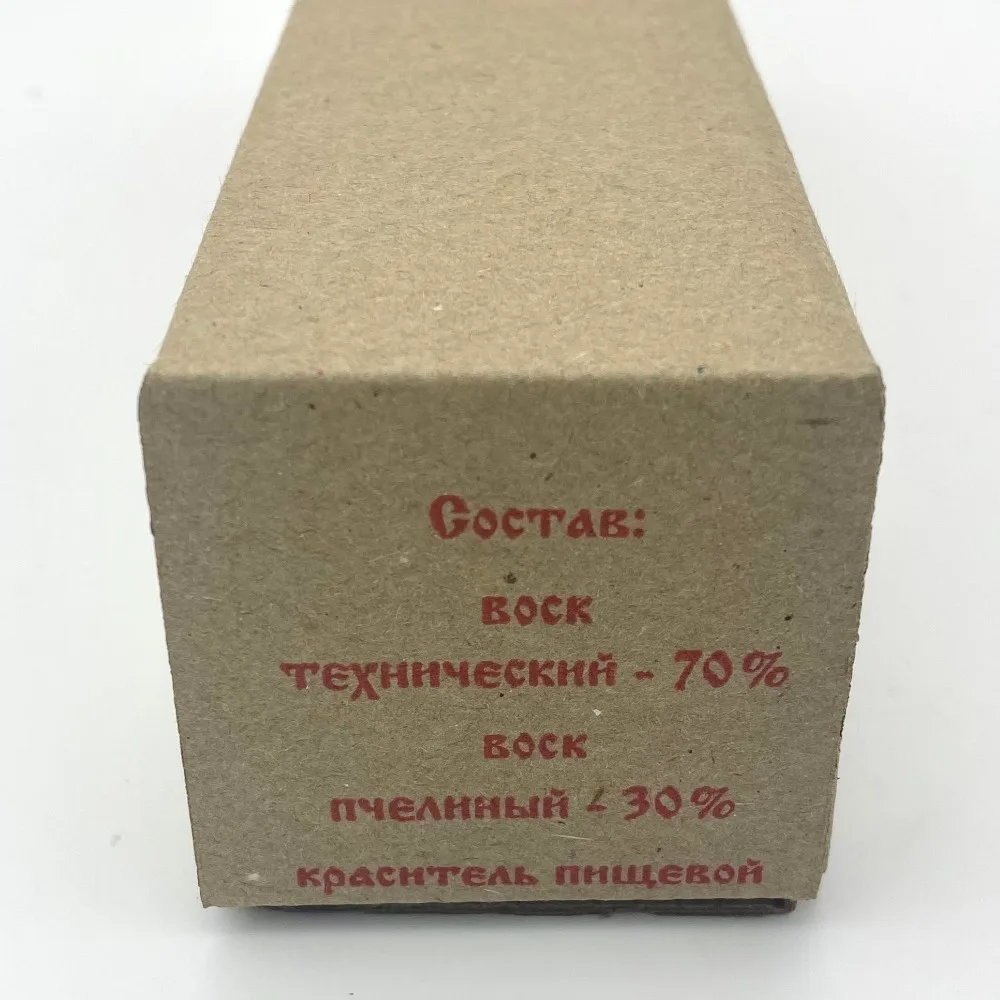 Состав:
воск
технический - 70%
воск
пчелиный - 30%
краситель пищевой